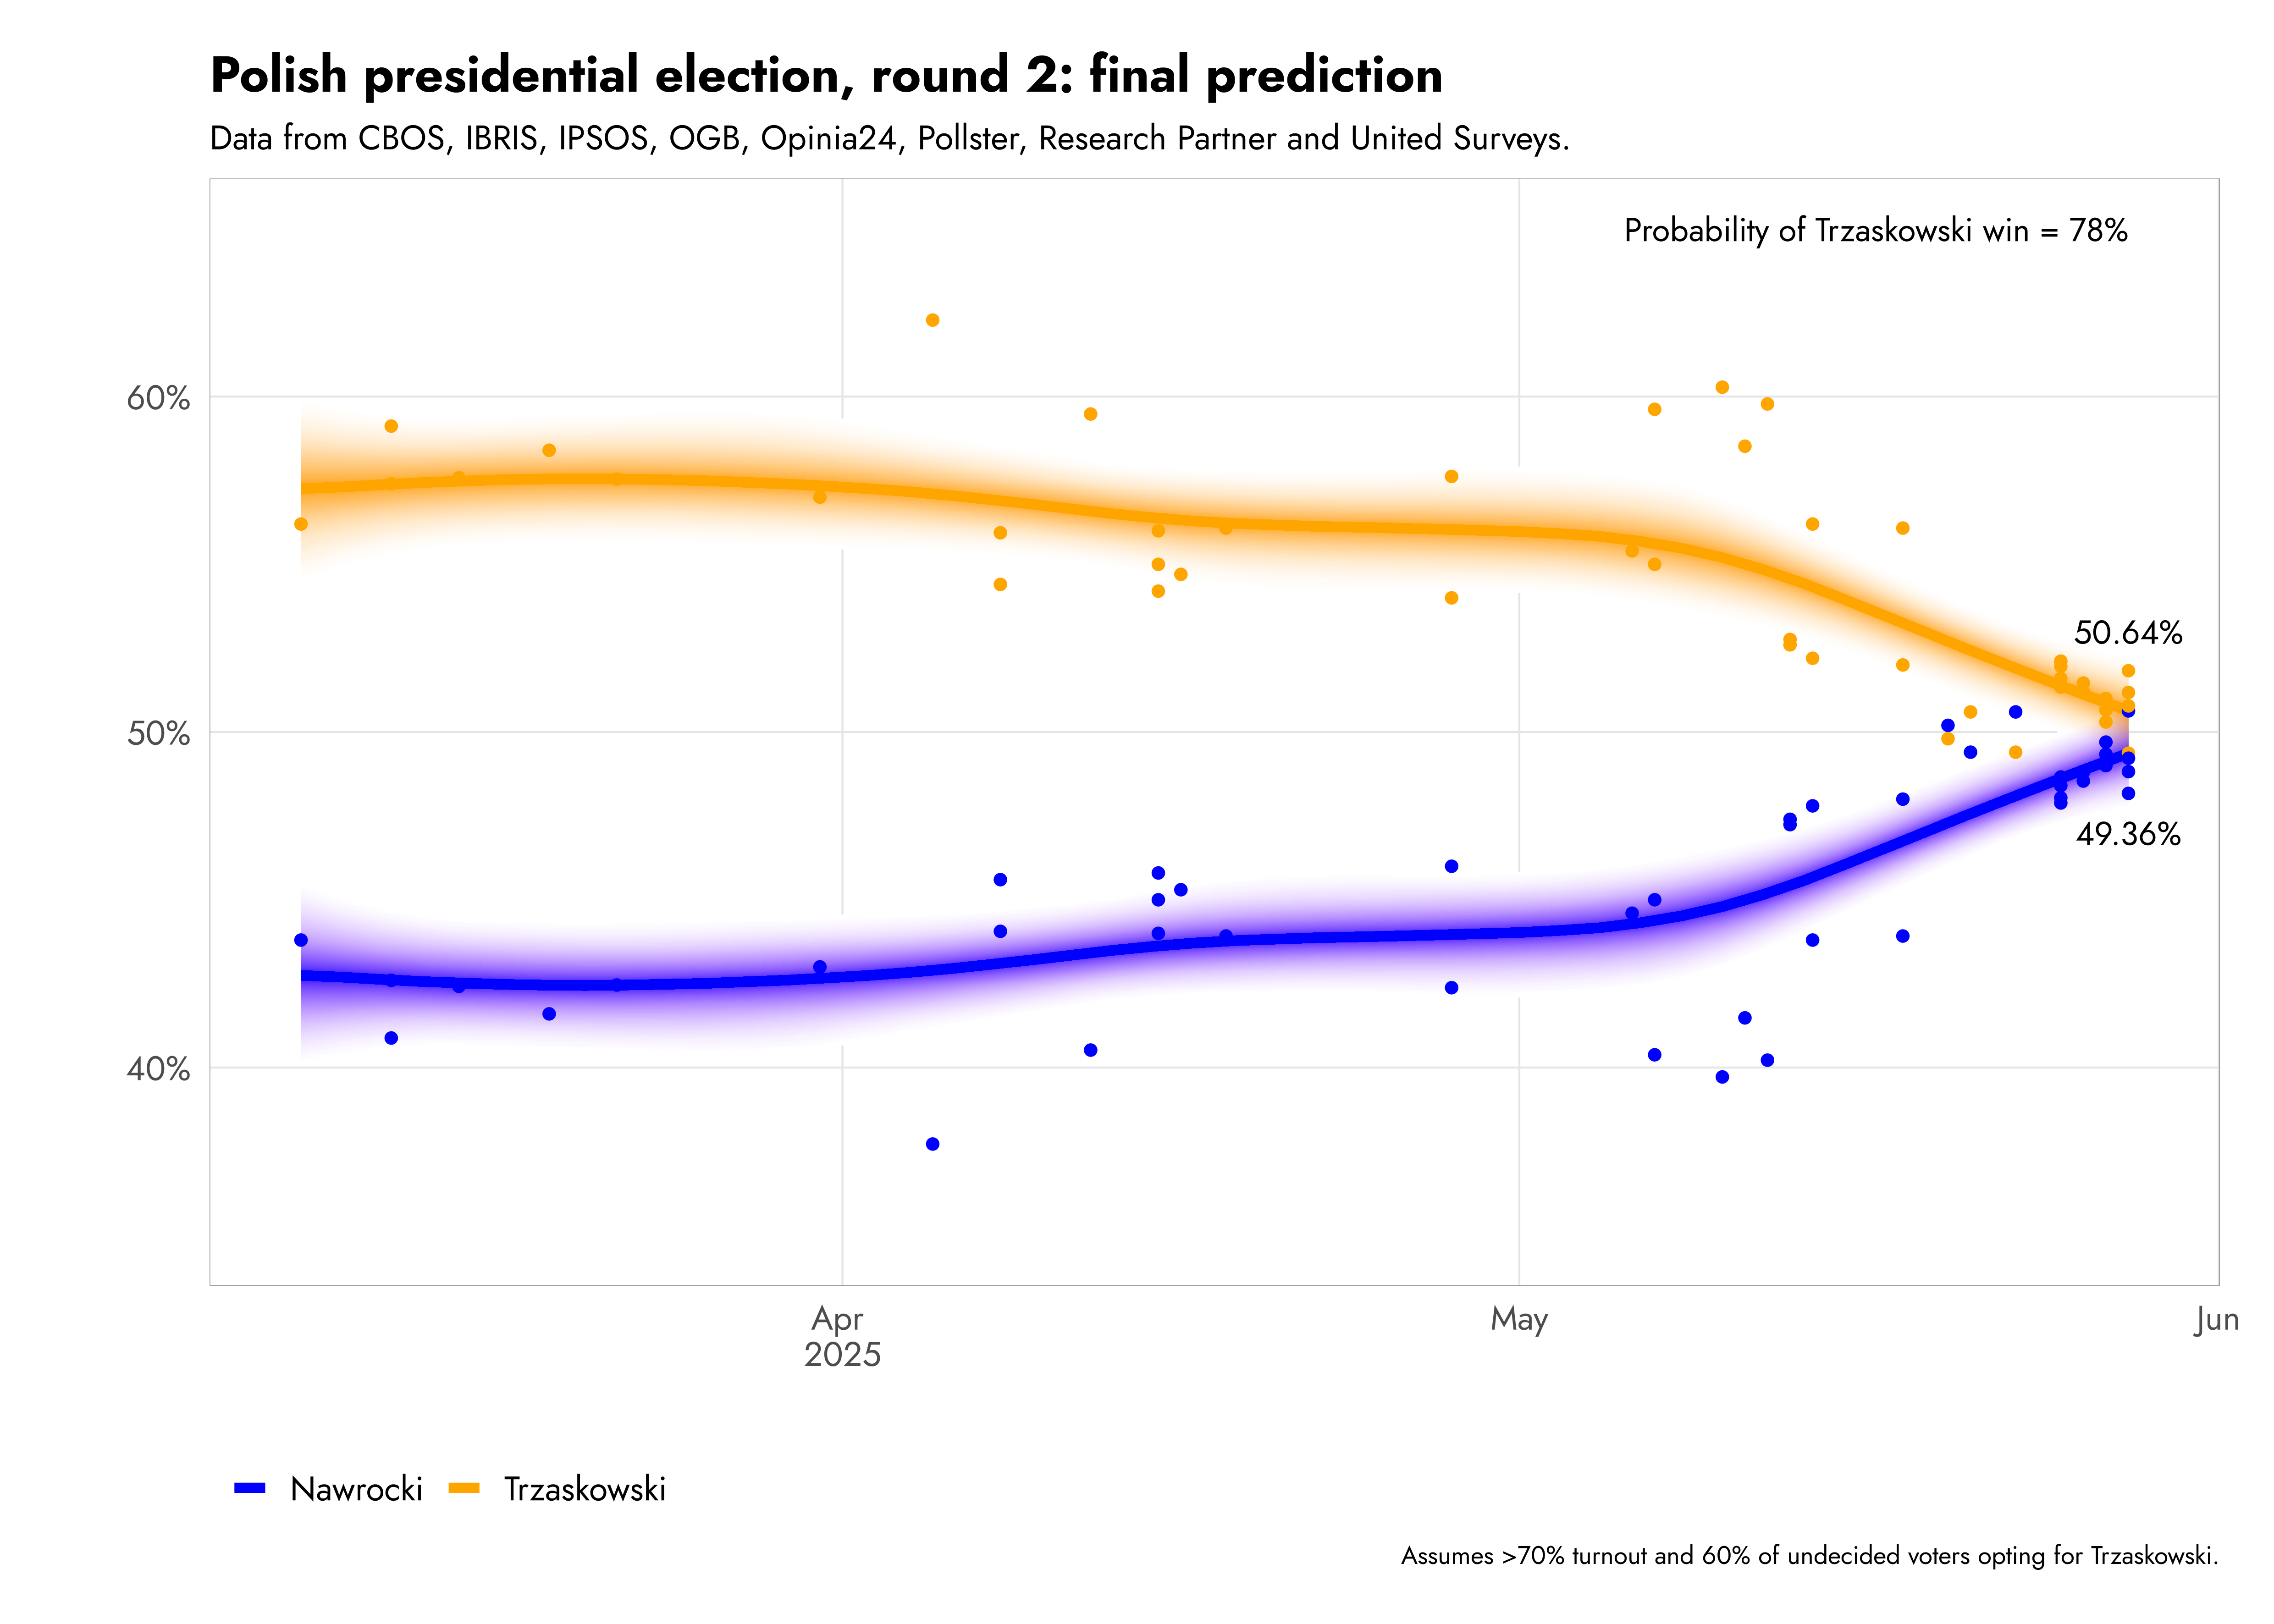 Polish presidential election, round 2: final prediction
Data from CBOS, IBRIS, IPSOS, OGB, Opinia24, Pollster, Research Partner and United Surveys.
Probability of Trzaskowski win = 78%
60%
50.64%
50%
49.36%
40%
Apr
2025
May
Jun
Nawrocki
Trzaskowski
Assumes >70% turnout and 60% of undecided voters opting for Trzaskowski.